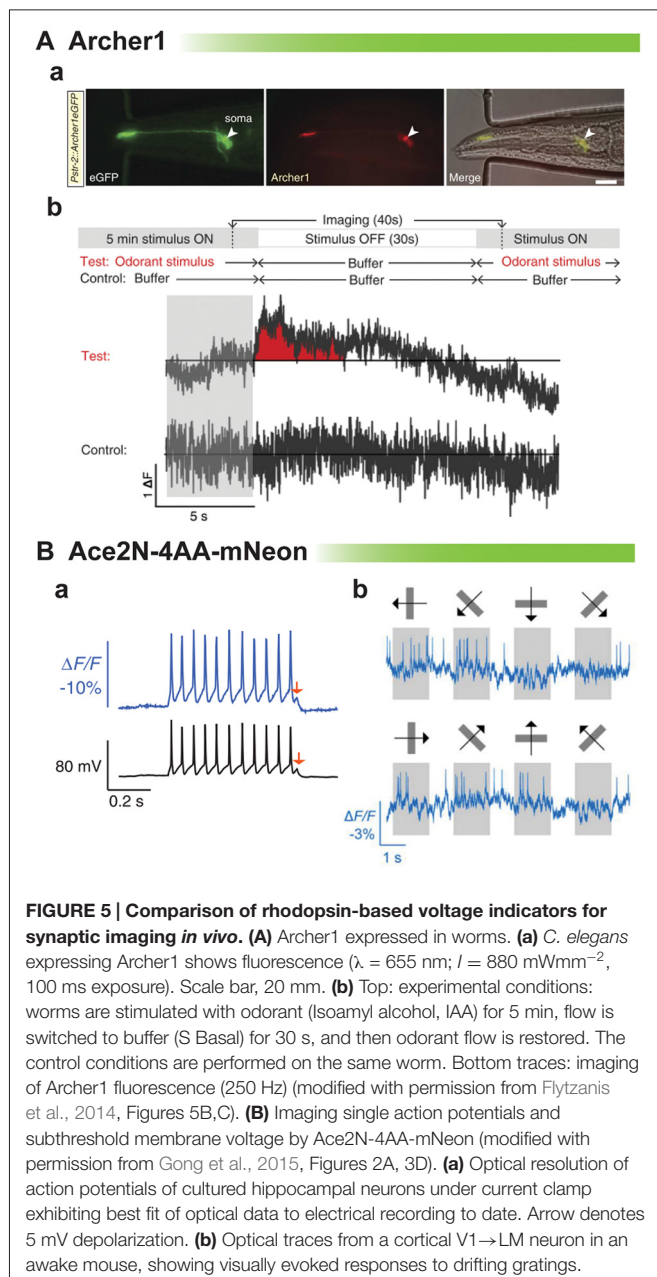 A Archer1
a
Pstr-2::Archer1eGFP
soma
eGFP
Archer1
Merge
b
Imaging (40s)
5 min stimulus ON
Stimulus OFF (30s)
Stimulus ON
Test: Odorant stimulus
Buffer
Odorant stimulus
Control: Buffer
Buffer
Buffer
Test:
Control:
1 ΔF
5 s
B Ace2N-4AA-mNeon
a
b
ΔF/F
-10%
80 mV
0.2 s
ΔF/F
-3%
1 s
FIGURE 5 | Comparison of rhodopsin-based voltage indicators for
synaptic imaging in vivo. (A) Archer1 expressed in worms. (a) C. elegans
expressing Archer1 shows fluorescence (λ = 655 nm; I = 880 mWmm−2,
100 ms exposure). Scale bar, 20 mm. (b) Top: experimental conditions:
worms are stimulated with odorant (Isoamyl alcohol, IAA) for 5 min, flow is
switched to buffer (S Basal) for 30 s, and then odorant flow is restored. The
control conditions are performed on the same worm. Bottom traces: imaging
of Archer1 fluorescence (250 Hz) (modified with permission from Flytzanis
et al., 2014, Figures 5B,C). (B) Imaging single action potentials and
subthreshold membrane voltage by Ace2N-4AA-mNeon (modified with
permission from Gong et al., 2015, Figures 2A, 3D). (a) Optical resolution of
action potentials of cultured hippocampal neurons under current clamp
exhibiting best fit of optical data to electrical recording to date. Arrow denotes
5 mV depolarization. (b) Optical traces from a cortical V1→LM neuron in an
awake mouse, showing visually evoked responses to drifting gratings.